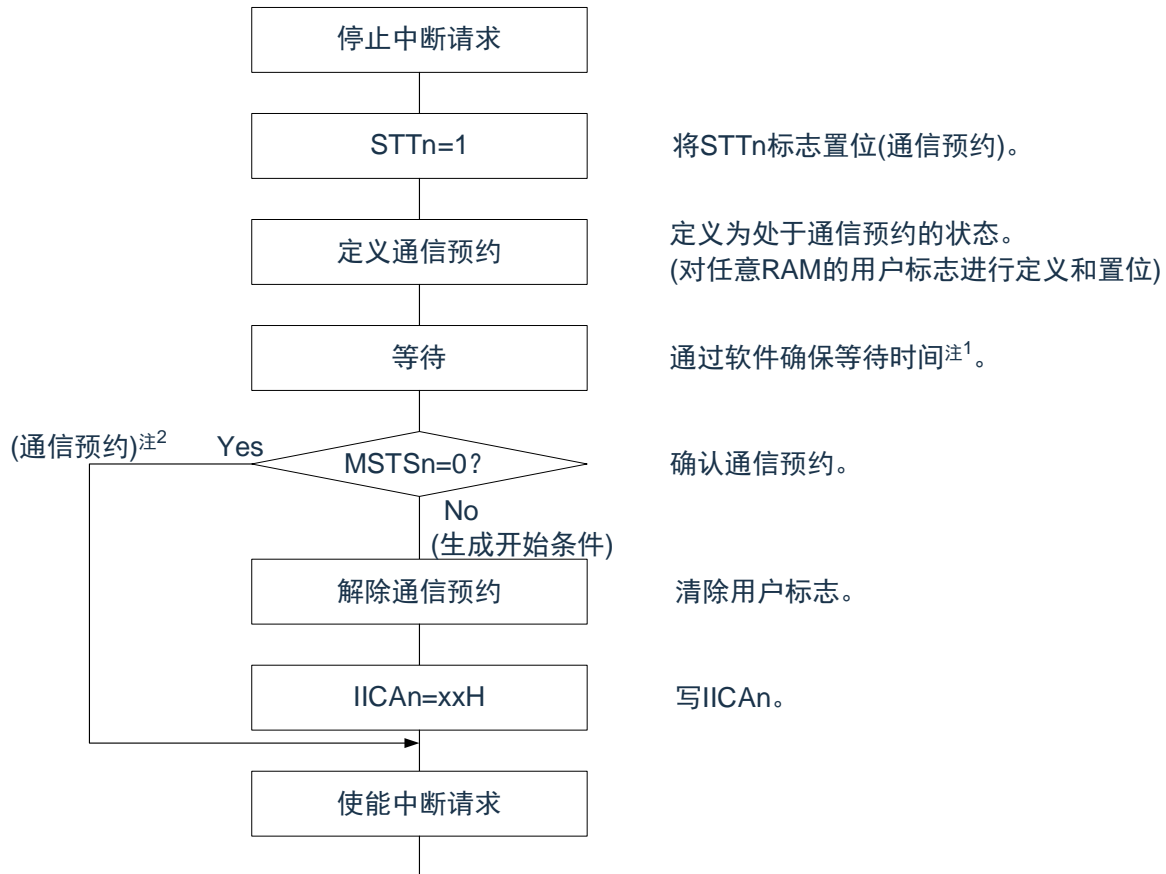 停止中断请求
STTn=1
将STTn标志置位(通信预约)。
定义通信预约
定义为处于通信预约的状态。
(对任意RAM的用户标志进行定义和置位)
等待
通过软件确保等待时间注1。
(通信预约)注2
Yes
MSTSn=0?
确认通信预约。
No
(生成开始条件)
解除通信预约
清除用户标志。
IICAn=xxH
写IICAn。
使能中断请求